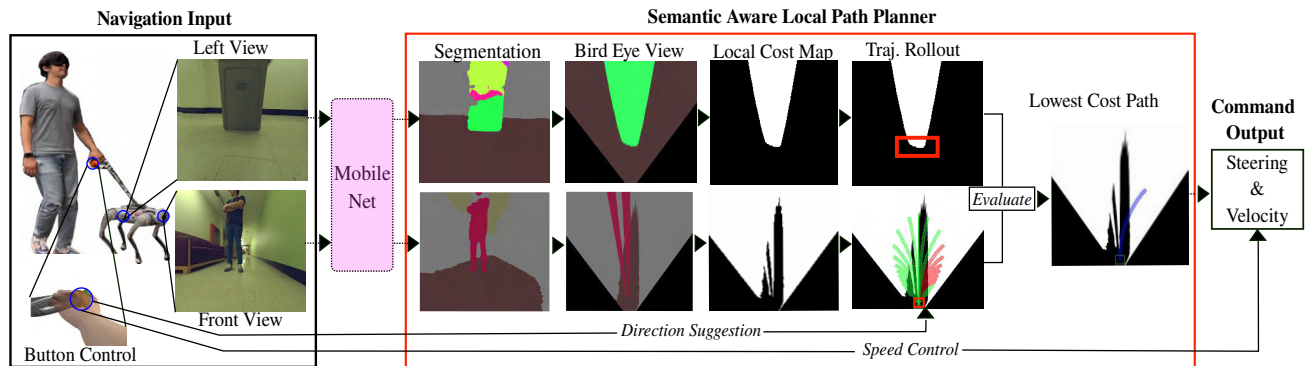 Navigation Input
Semantic Aware Local Path Planner
Left View
Segmentation
Bird Eye View
Local Cost Map
Traj. Rollout
Lowest Cost Path
Command
Output
Mobile
Net
Evaluate
Steering
&
Velocity
Front View
Button Control
Direction Suggestion
Speed Control